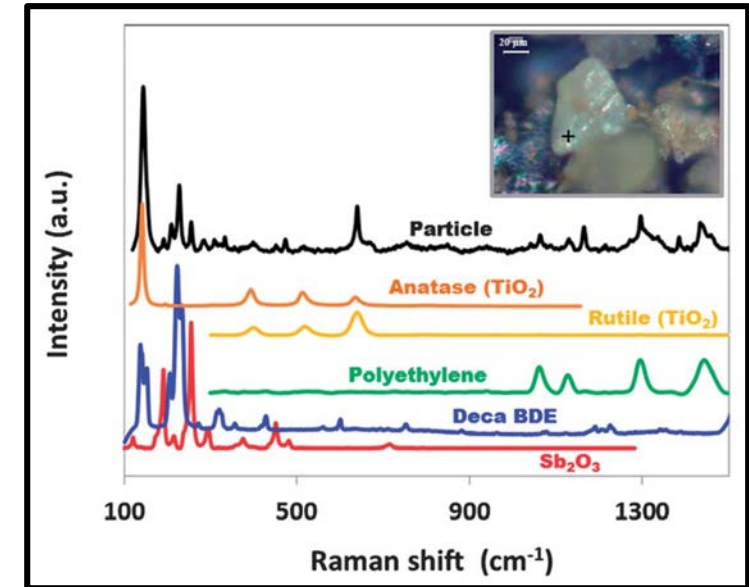 20 µm
Particle
Anatase (TiO₂)
Rutile (TiO₂)
Polyethylene
Deca BDE
Sb₂O₃
Intensity (a.u.)
100 500 900 1300
Raman shift (cm⁻¹)